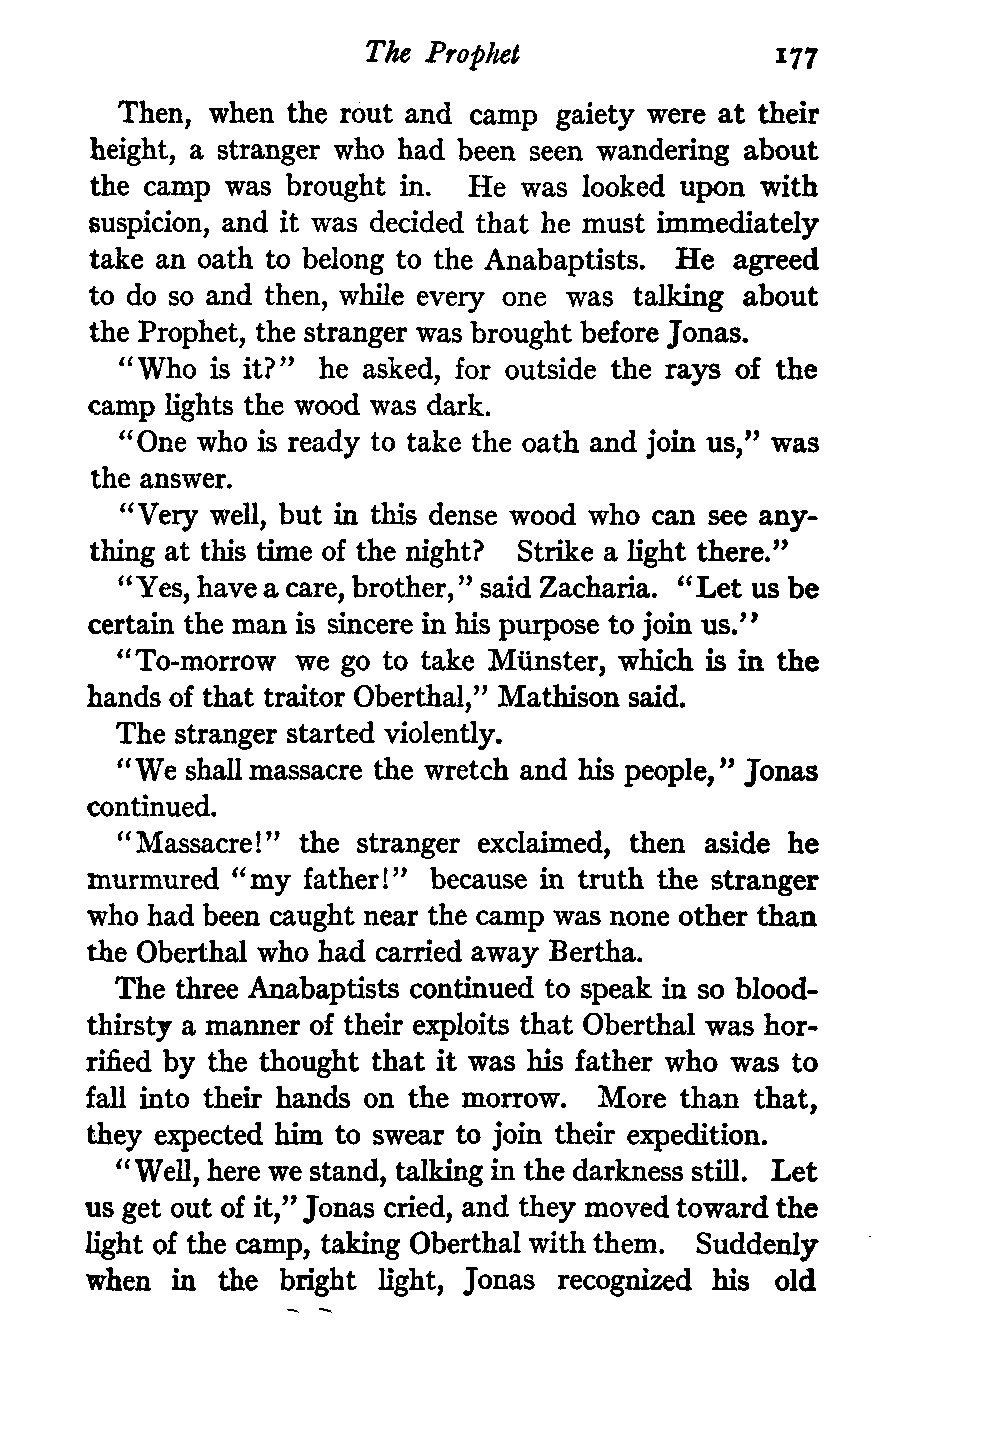 The Prophet 177
Then, when the rout and camp gaiety were at their
height, a stranger who had been seen wandering about
the camp was brought in. He was looked upon with
suspicion, and it was decided that he must immediately
take an oath to belong to the Anabaptists. He agreed
to do so and then, while every one was talking about
the Prophet, the stranger was brought before Jonas.
"Who is it?" he asked, for outside the rays of the
camp lights the wood was dark.
"One who is ready to take the oath and join us," was
the answer.
"Very well, but in this dense wood who can see any-
thing at this time of the night? Strike a light there."
"Yes, have a care, brother," said Zacharia. "Let us be
certain the man is sincere in his purpose to join us."
"To-morrow we go to take Münster, which is in the
hands of that traitor Oberthal," Mathison said.
The stranger started violently.
"We shall massacre the wretch and his people," Jonas
continued.
"Massacre!" the stranger exclaimed, then aside he
murmured "my father!" because in truth the stranger
who had been caught near the camp was none other than
the Oberthal who had carried away Bertha.
The three Anabaptists continued to speak in so blood-
thirsty a manner of their exploits that Oberthal was hor-
rified by the thought that it was his father who was to
fall into their hands on the morrow. More than that,
they expected him to swear to join their expedition.
"Well, here we stand, talking in the darkness still. Let
us get out of it," Jonas cried, and they moved toward the
light of the camp, taking Oberthal with them. Suddenly
when in the bright light, Jonas recognized his old